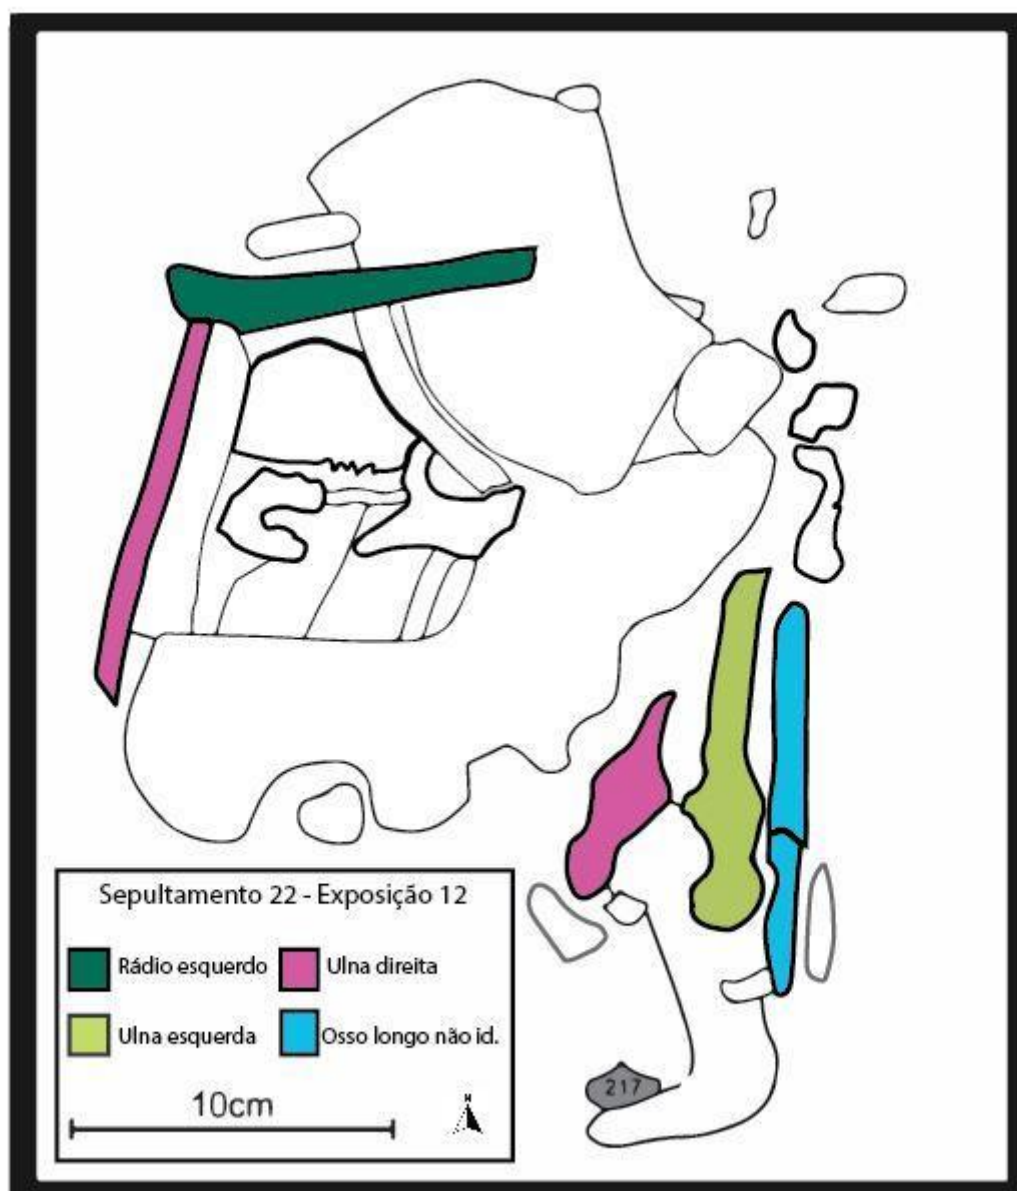 217
Sepultamento 22 - Exposição 12
Rádio esquerdo
Ulna direita
Ulna esquerda
Osso longo não id.
10cm
N